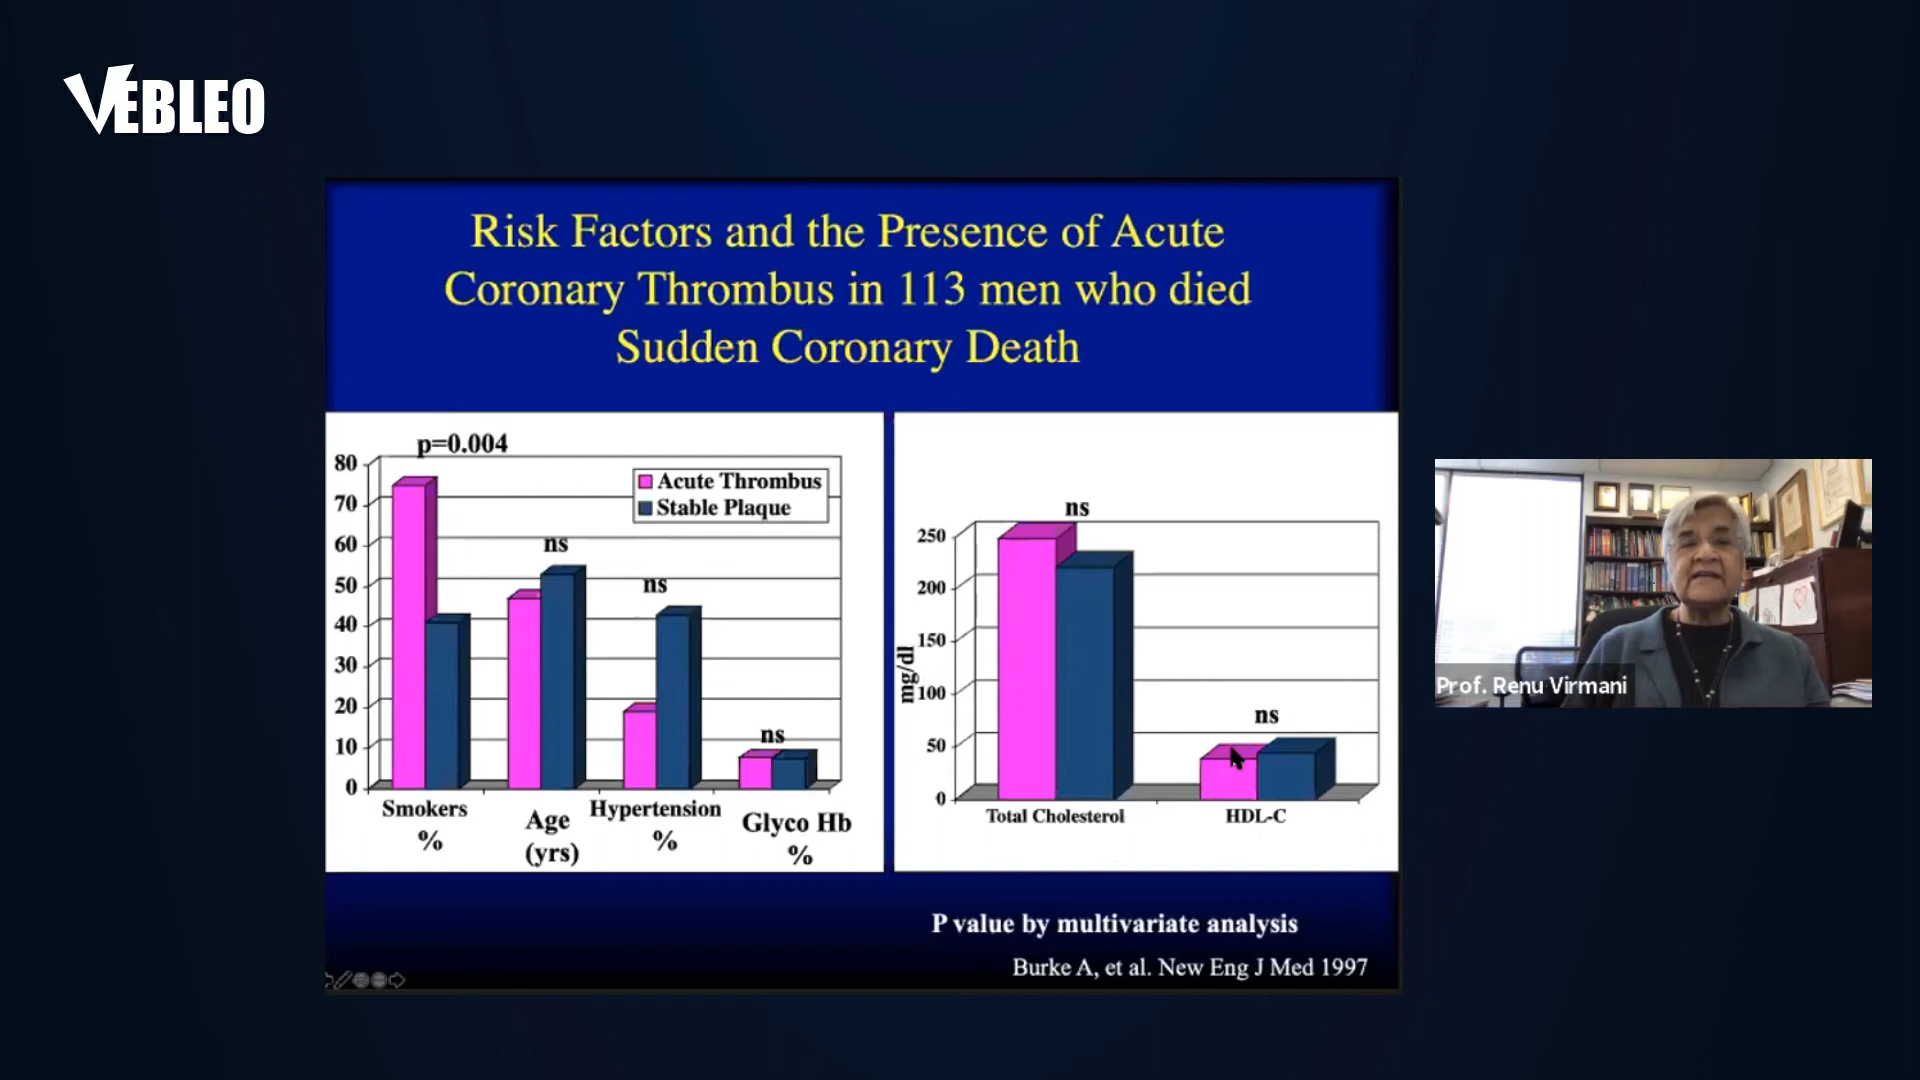 VEBLEO
Risk Factors and the Presence of Acute
Coronary Thrombus in 113 men who died
Sudden Coronary Death
p=0.004
80
70
60
50
40
30
20
10
0
Acute Thrombus
Stable Plaque
ns
ns
ns
Smokers
%
Age
(yrs)
Hypertension
%
Glyco Hb
%
ns
250
200
150
100
50
0
mg/dl
ns
Total Cholesterol
HDL-C
P value by multivariate analysis
Burke A, et al. New Eng J Med 1997
Prof. Renu Virmani